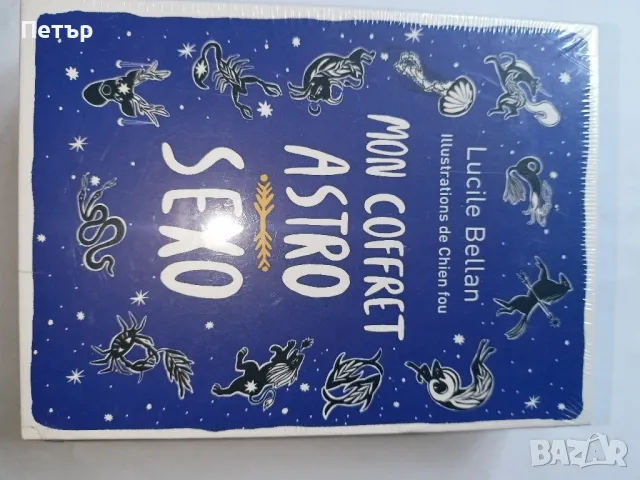 Петър
Lucile Bellan
Illustrations de Chien fou
MON COFFRET
ASTRO
SEXO
BAZAR